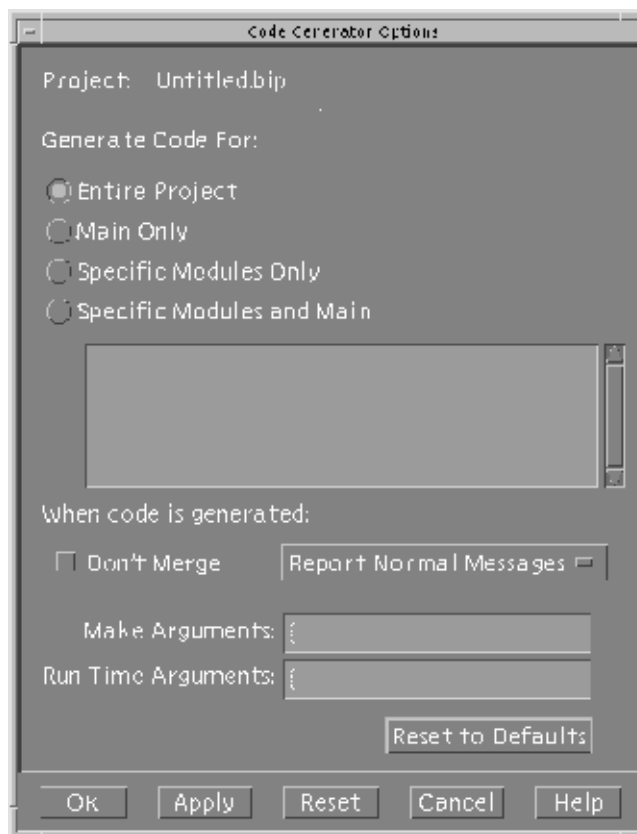 Code Generator Options
Project: Untitled.bip
Generate Code For:
Entire Project
Main Only
Specific Modules Only
Specific Modules and Main
When code is generated:
Don't Merge Report Normal Messages
Make Arguments:
Run Time Arguments:
Reset to Defaults
OK Apply Reset Cancel Help